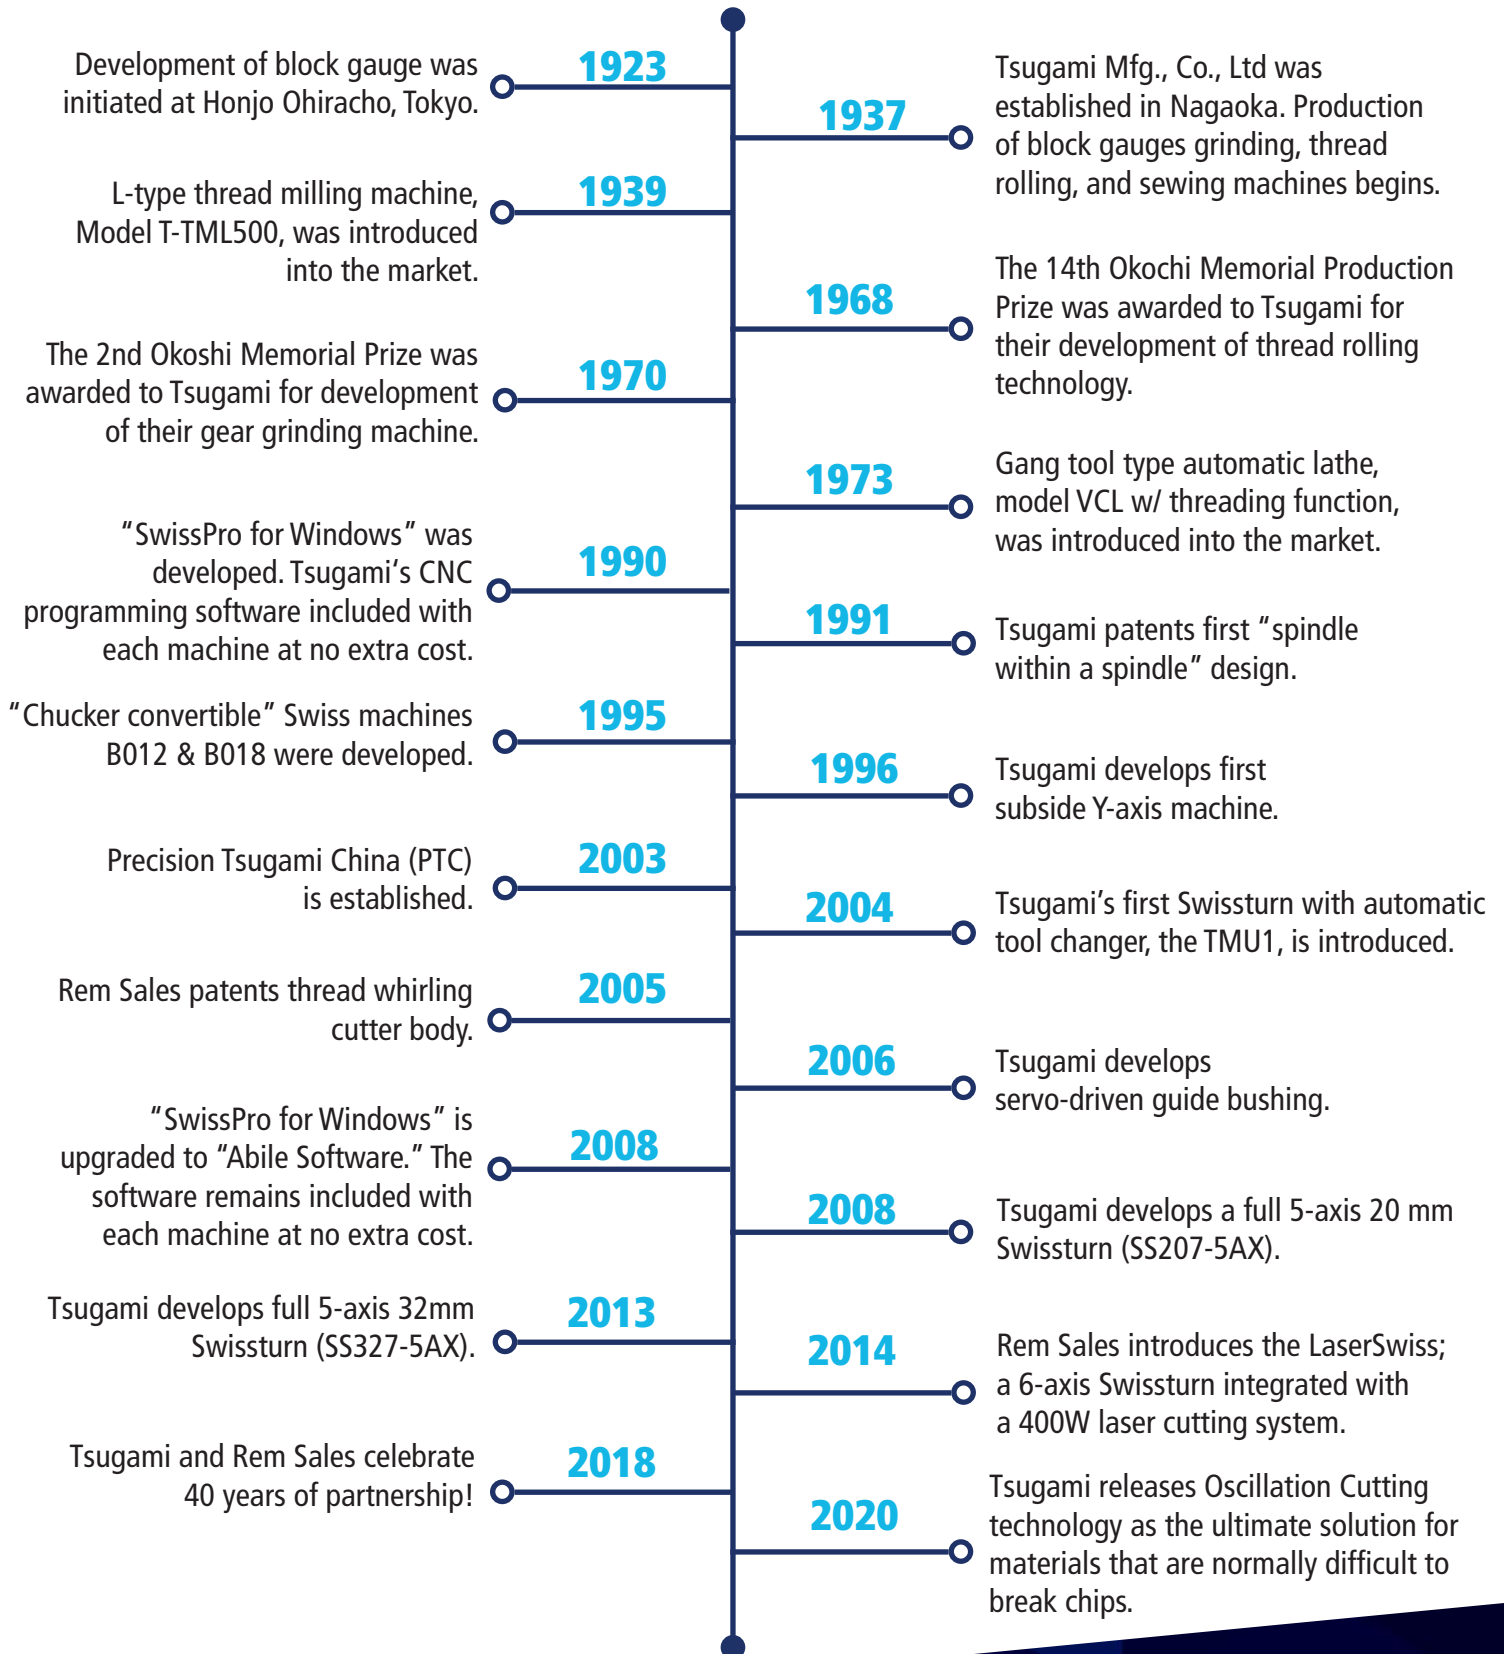 1923
Development of block gauge was
initiated at Honjo Ohiracho, Tokyo.
1937
Tsugami Mfg., Co., Ltd was
established in Nagaoka. Production
of block gauges grinding, thread
rolling, and sewing machines begins.
1939
L-type thread milling machine,
Model T-TML500, was introduced
into the market.
1968
The 14th Okochi Memorial Production
Prize was awarded to Tsugami for
their development of thread rolling
technology.
1970
The 2nd Okoshi Memorial Prize was
awarded to Tsugami for development
of their gear grinding machine.
1973
Gang tool type automatic lathe,
model VCL w/ threading function,
was introduced into the market.
1990
“SwissPro for Windows” was
developed. Tsugami‘s CNC
programming software included with
each machine at no extra cost.
1991
Tsugami patents first “spindle
within a spindle” design.
1995
“Chucker convertible” Swiss machines
B012 & B018 were developed.
1996
Tsugami develops first
subside Y-axis machine.
2003
Precision Tsugami China (PTC)
is established.
2004
Tsugami’s first Swissturn with automatic
tool changer, the TMU1, is introduced.
2005
Rem Sales patents thread whirling
cutter body.
2006
Tsugami develops
servo-driven guide bushing.
2008
“SwissPro for Windows” is
upgraded to “Abile Software.” The
software remains included with
each machine at no extra cost.
2008
Tsugami develops a full 5-axis 20 mm
Swissturn (SS207-5AX).
2013
Tsugami develops full 5-axis 32mm
Swissturn (SS327-5AX).
2014
Rem Sales introduces the LaserSwiss;
a 6-axis Swissturn integrated with
a 400W laser cutting system.
2018
Tsugami and Rem Sales celebrate
40 years of partnership!
2020
Tsugami releases Oscillation Cutting
technology as the ultimate solution for
materials that are normally difficult to
break chips.